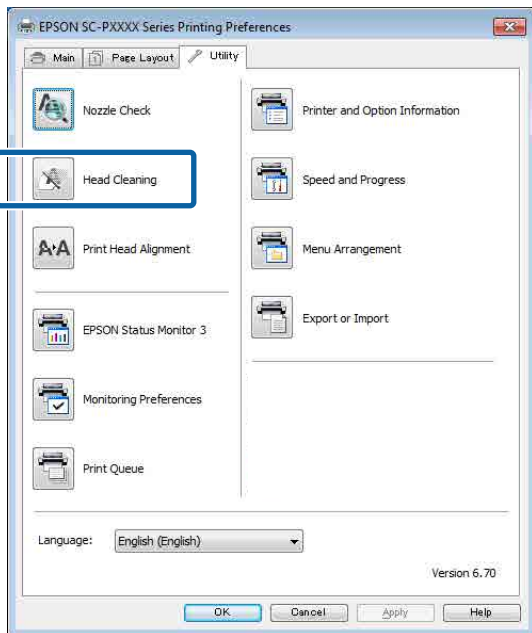 EPSON SC-PXXXX Series Printing Preferences
Main
Page Layout
Utility
Nozzle Check
Head Cleaning
Print Head Alignment
EPSON Status Monitor 3
Monitoring Preferences
Print Queue
Printer and Option Information
Speed and Progress
Menu Arrangement
Export or Import
Language:
English (English)
Version 6.70
OK
Cancel
Apply
Help